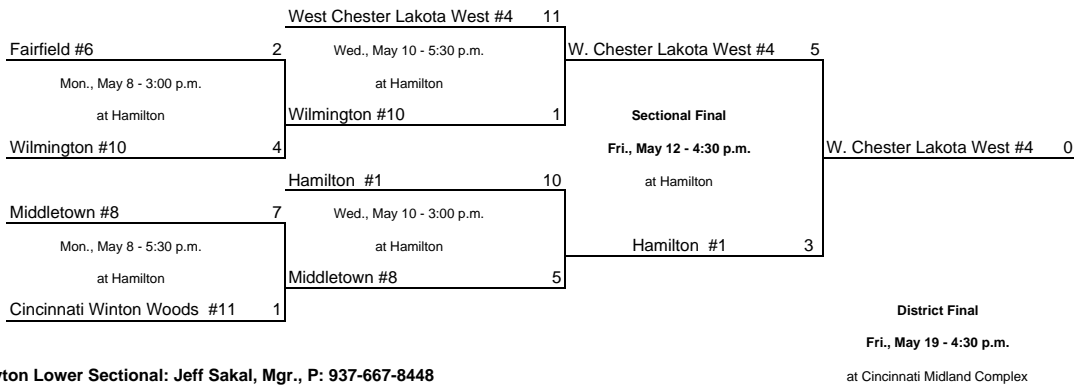 West Chester Lakota West #4 11
Fairfield #6 2
Wed., May 10 - 5:30 p.m.
W. Chester Lakota West #4 5
Mon., May 8 - 3:00 p.m.
at Hamilton
at Hamilton
Wilmington #10 1
Sectional Final
Wilmington #10 4
Fri., May 12 - 4:30 p.m.
W. Chester Lakota West #4 0
Hamilton #1 10
at Hamilton
Middletown #8 7
Wed., May 10 - 3:00 p.m.
Mon., May 8 - 5:30 p.m.
at Hamilton
Hamilton #1 3
at Hamilton
Middletown #8 5
Cincinnati Winton Woods #11 1
District Final
Fri., May 19 - 4:30 p.m.
Lower Sectional: Jeff Sakal, Mgr., P: 937-667-8448
at Cincinnati Midland Complex